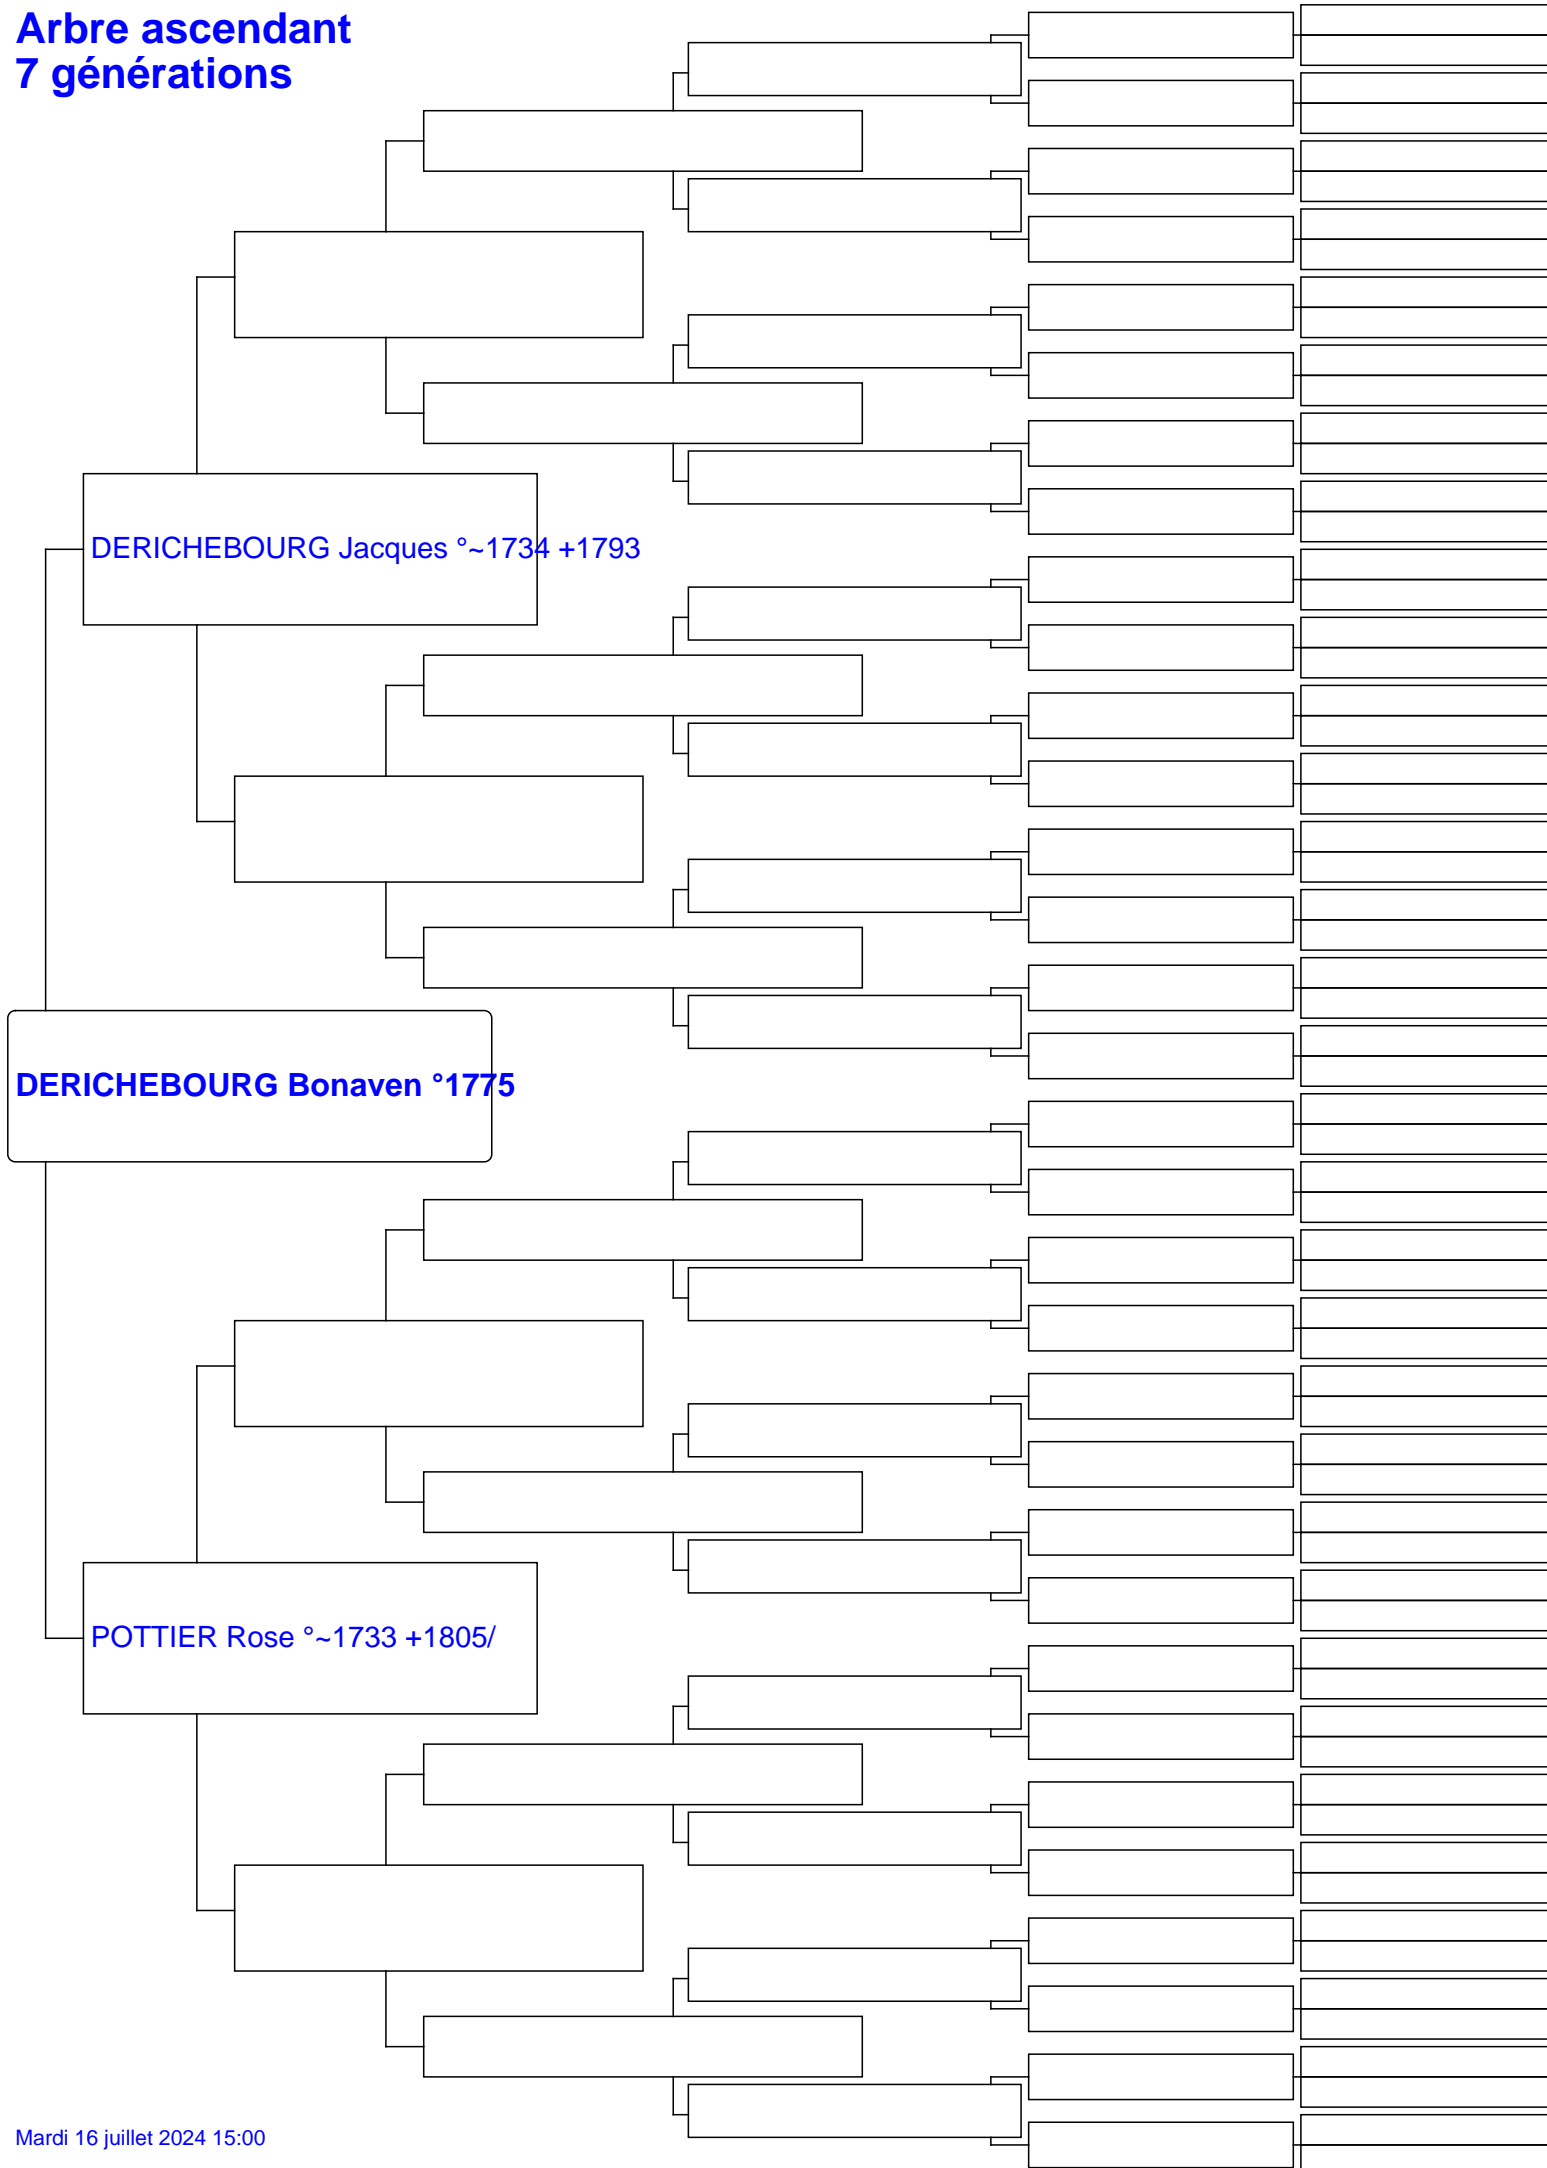 Arbre ascendant
7 générations
DERICHEBOURG Jacques °~1734 +1793
DERICHEBOURG Bonaven °1775
POTTIER Rose °~1733 +1805/
Mardi 16 juillet 2024 15:00